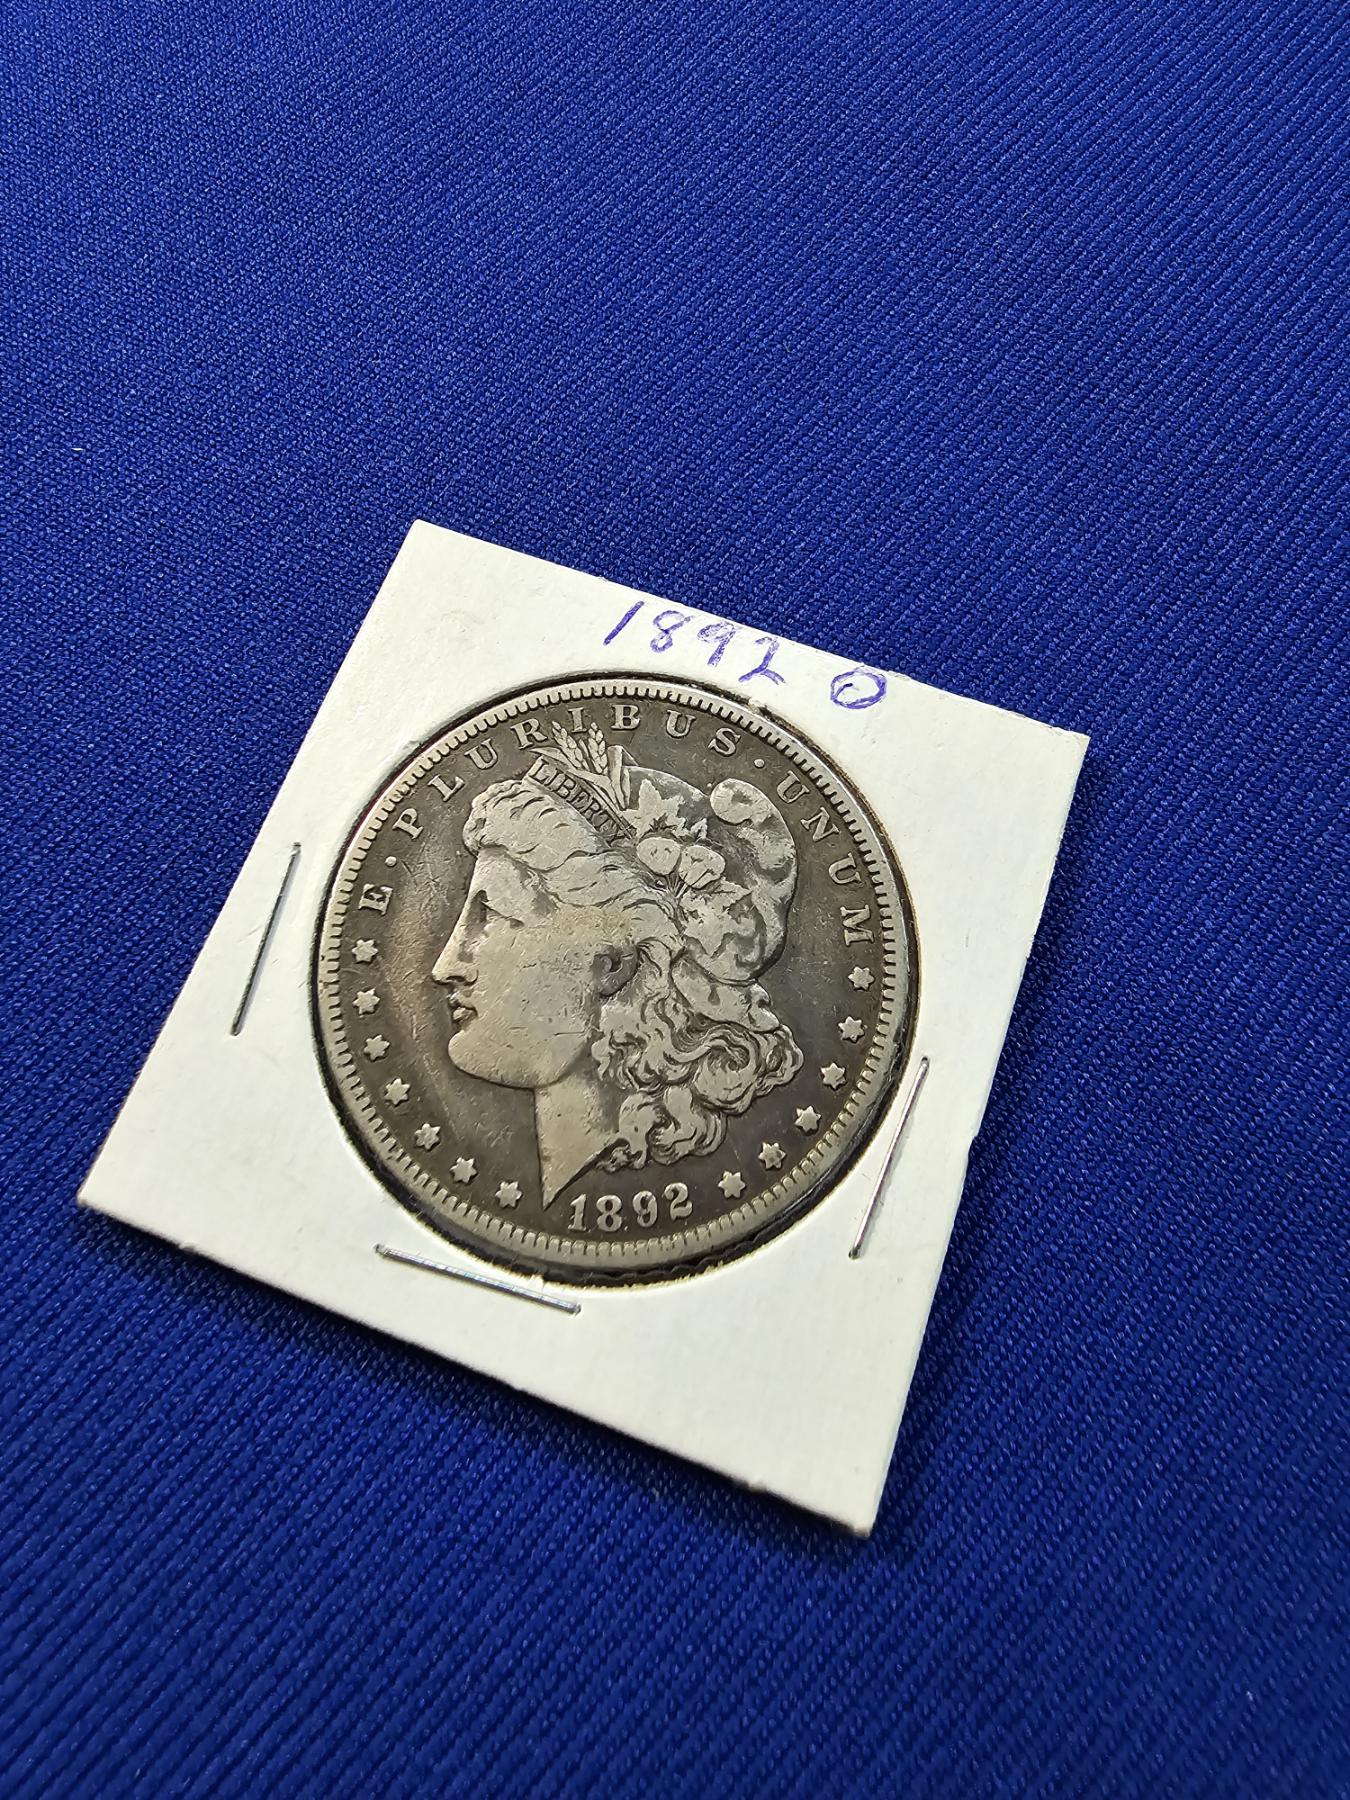 1892 O
E · PLURIBUS · UNUM
LIBERTY
1892